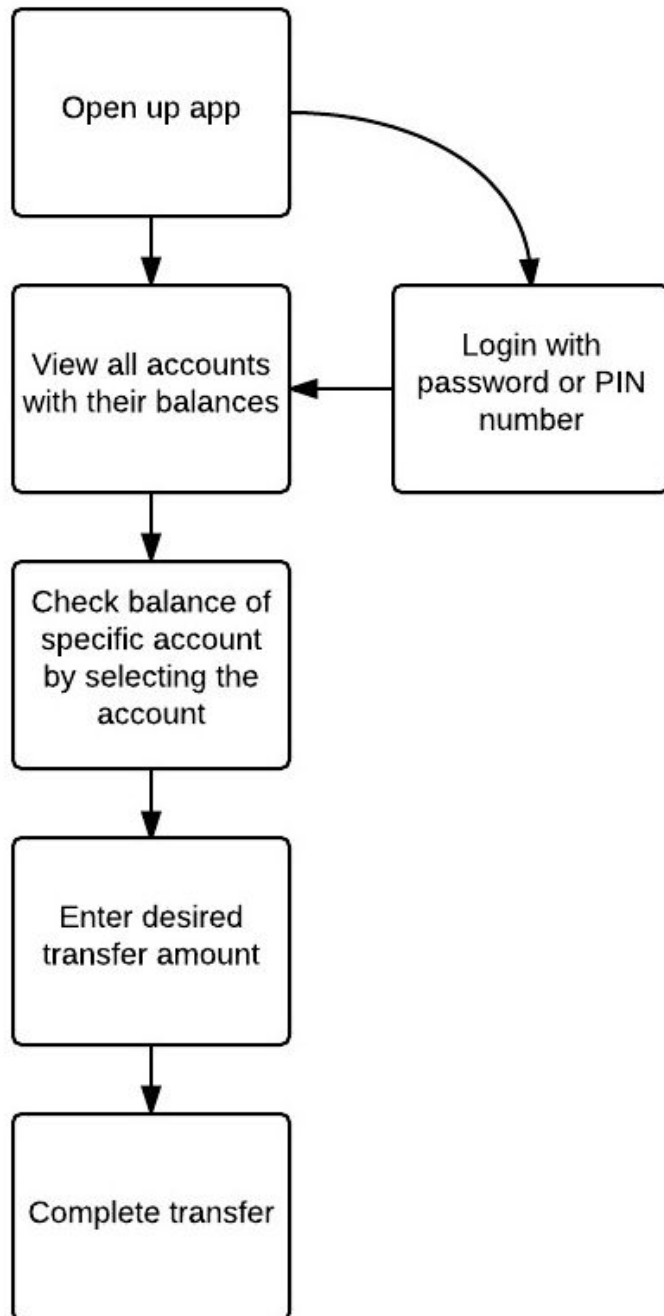 Open up app
View all accounts
with their balances
Login with
password or PIN
number
Check balance of
specific account
by selecting the
account
Enter desired
transfer amount
Complete transfer